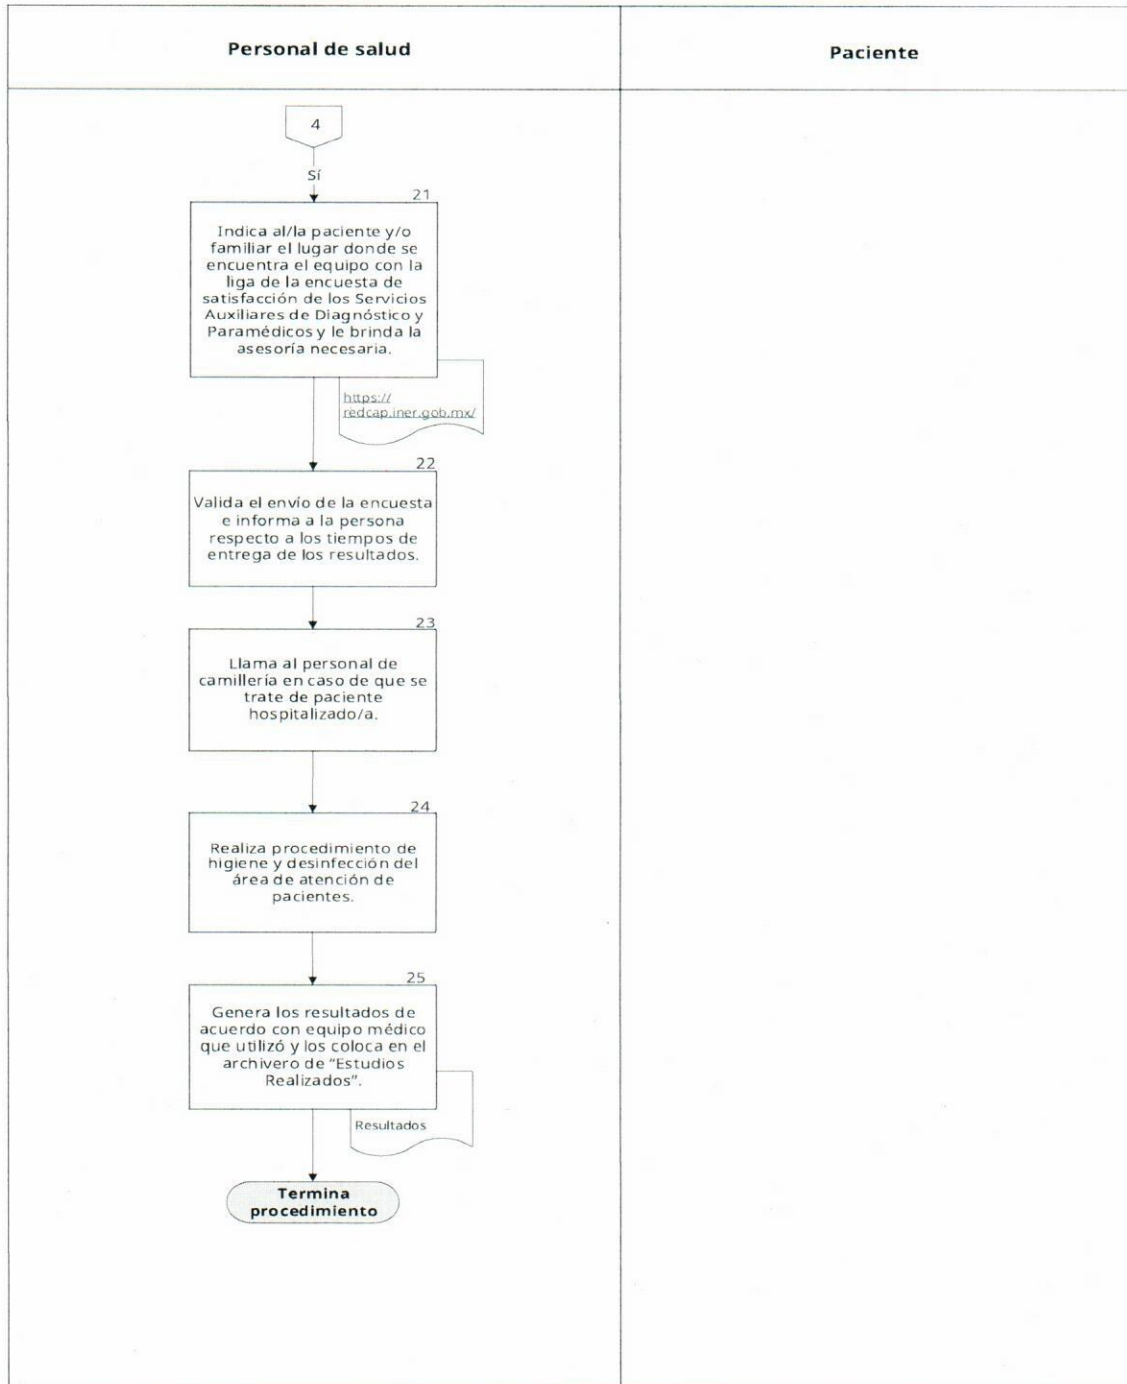 Personal de salud
Paciente
4
Sí
21
Indica al/la paciente y/o
familiar el lugar donde se
encuentra el equipo con la
liga de la encuesta de
satisfacción de los Servicios
Auxiliares de Diagnóstico y
Paramédicos y le brinda la
asesoría necesaria.
https://
redcap.iner.gob.mx/
22
Valida el envío de la encuesta
e informa a la persona
respecto a los tiempos de
entrega de los resultados.
23
Llama al personal de
camillería en caso de que se
trate de paciente
hospitalizado/a.
24
Realiza procedimiento de
higiene y desinfección del
área de atención de
pacientes.
25
Genera los resultados de
acuerdo con equipo médico
que utilizó y los coloca en el
archivero de “Estudios
Realizados”.
Resultados
Termina
procedimiento